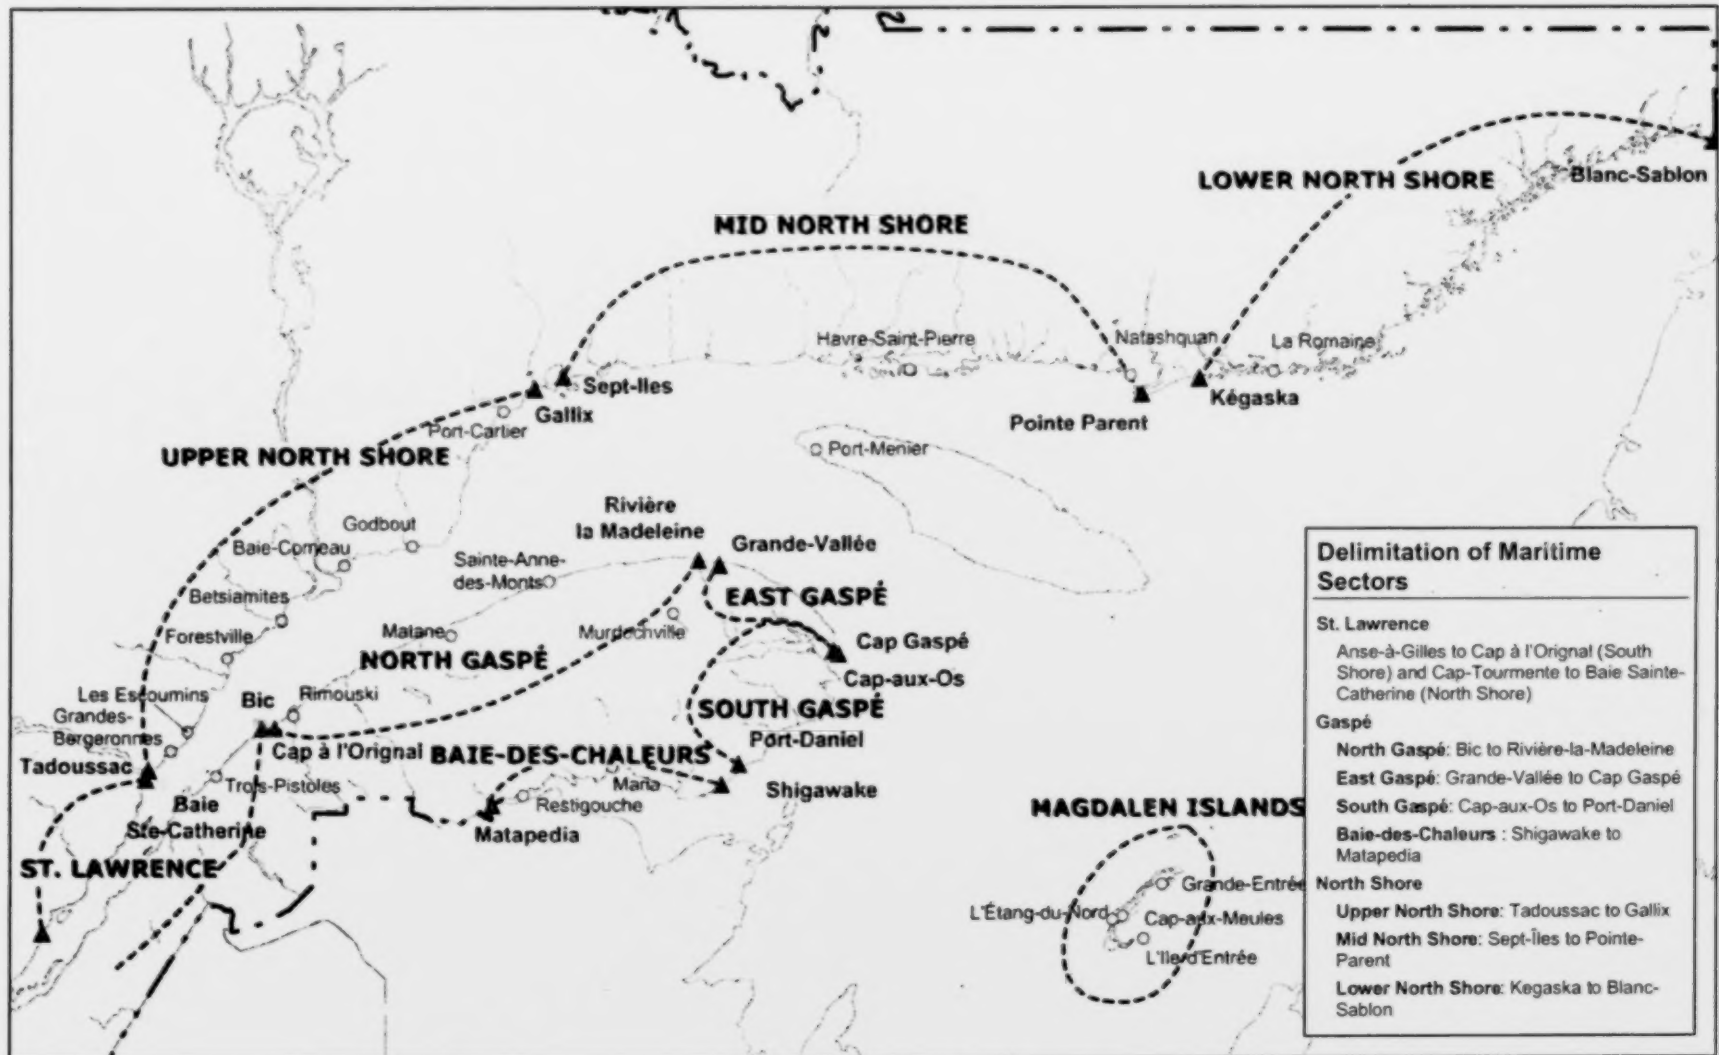 LOWER NORTH SHORE
Blanc-Sablon
MID NORTH SHORE
Havre-Saint-Pierre
Natashquan
La Romaine
Sept-Iles
Gallix
Port-Cartier
Pointe Parent
Kégaska
UPPER NORTH SHORE
Port-Menier
Rivière
la Madeleine
Grande-Vallée
Godbout
Baie-Comeau
Sainte-Anne-
des-Monts
Betsiamites
EAST GASPÉ
Forestville
Matane
Murdochville
Cap Gaspé
NORTH GASPÉ
Cap-aux-Os
Les Escoumins
Bic
Rimouski
SOUTH GASPÉ
Grandes-
Bergeronnes
Cap à l'Orignal
BAIE-DES-CHALEURS
Port-Daniel
Tadoussac
Trois-Pistoles
Maria
Shigawake
Baie
Ste-Catherine
Restigouche
Matapedia
MAGDALEN ISLANDS
ST. LAWRENCE
Grande-Entrée
L'Étang-du-Nord
Cap-aux-Meules
L'Ile d'Entrée
Delimitation of Maritime
Sectors
St. Lawrence
Anse-à-Gilles to Cap à l'Orignal (South
Shore) and Cap-Tourmente to Baie Sainte-
Catherine (North Shore)
Gaspé
North Gaspé: Bic to Rivière-la-Madeleine
East Gaspé: Grande-Vallée to Cap Gaspé
South Gaspé: Cap-aux-Os to Port-Daniel
Baie-des-Chaleurs : Shigawake to
Matapedia
North Shore
Upper North Shore: Tadoussac to Gallix
Mid North Shore: Sept-Îles to Pointe-
Parent
Lower North Shore: Kegaska to Blanc-
Sablon